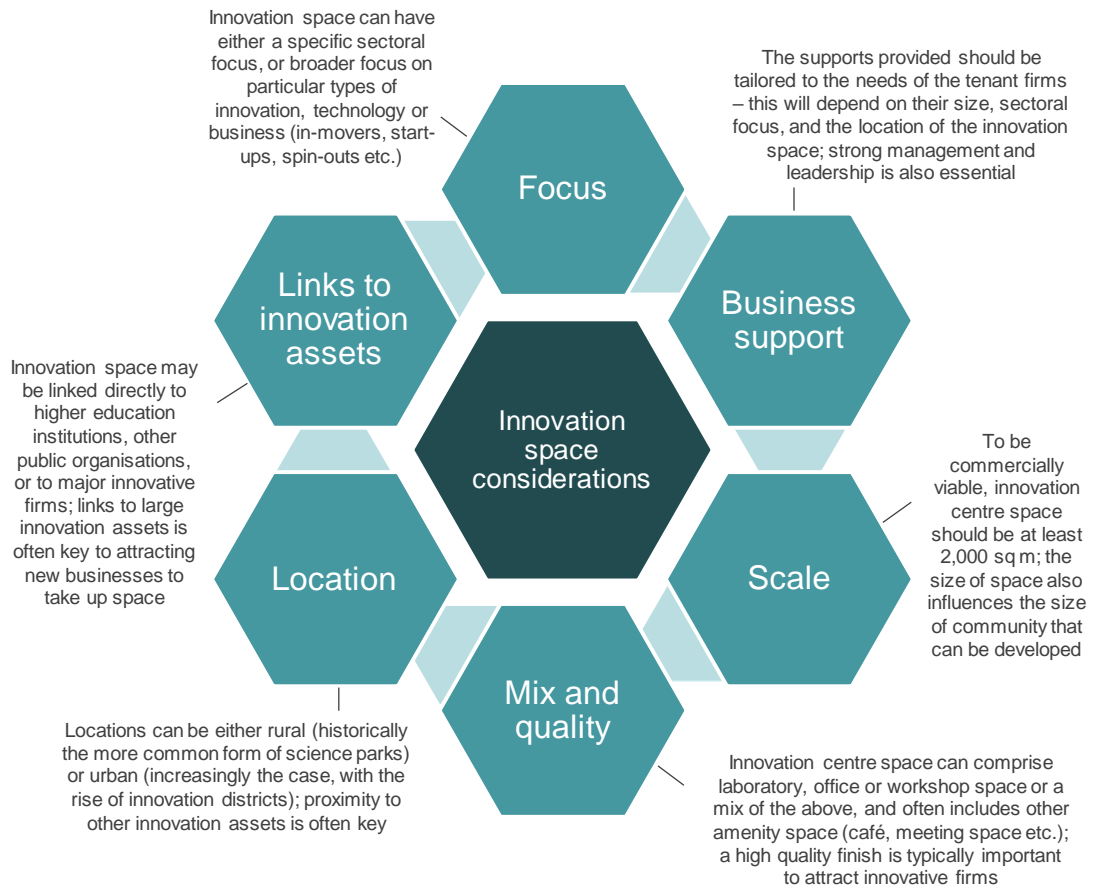 Innovation space can have
either a specific sectoral
focus, or broader focus on
particular types of
innovation, technology or
business (in-movers, start-
ups, spin-outs etc.)
The supports provided should be
tailored to the needs of the tenant firms
– this will depend on their size, sectoral
focus, and the location of the innovation
space; strong management and
leadership is also essential
Focus
Links to
innovation
assets
Business
support
Innovation space may
be linked directly to
higher education
institutions, other
public organisations,
or to major innovative
firms; links to large
innovation assets is
often key to attracting
new businesses to
take up space
Innovation
space
considerations
To be
commercially
viable, innovation
centre space
should be at least
2,000 sq m; the
size of space also
influences the size
of community that
can be developed
Location
Scale
Mix and
quality
Locations can be either rural (historically
the more common form of science parks)
or urban (increasingly the case, with the
rise of innovation districts); proximity to
other innovation assets is often key
Innovation centre space can comprise
laboratory, office or workshop space or a
mix of the above, and often includes other
amenity space (café, meeting space etc.);
a high quality finish is typically important
to attract innovative firms